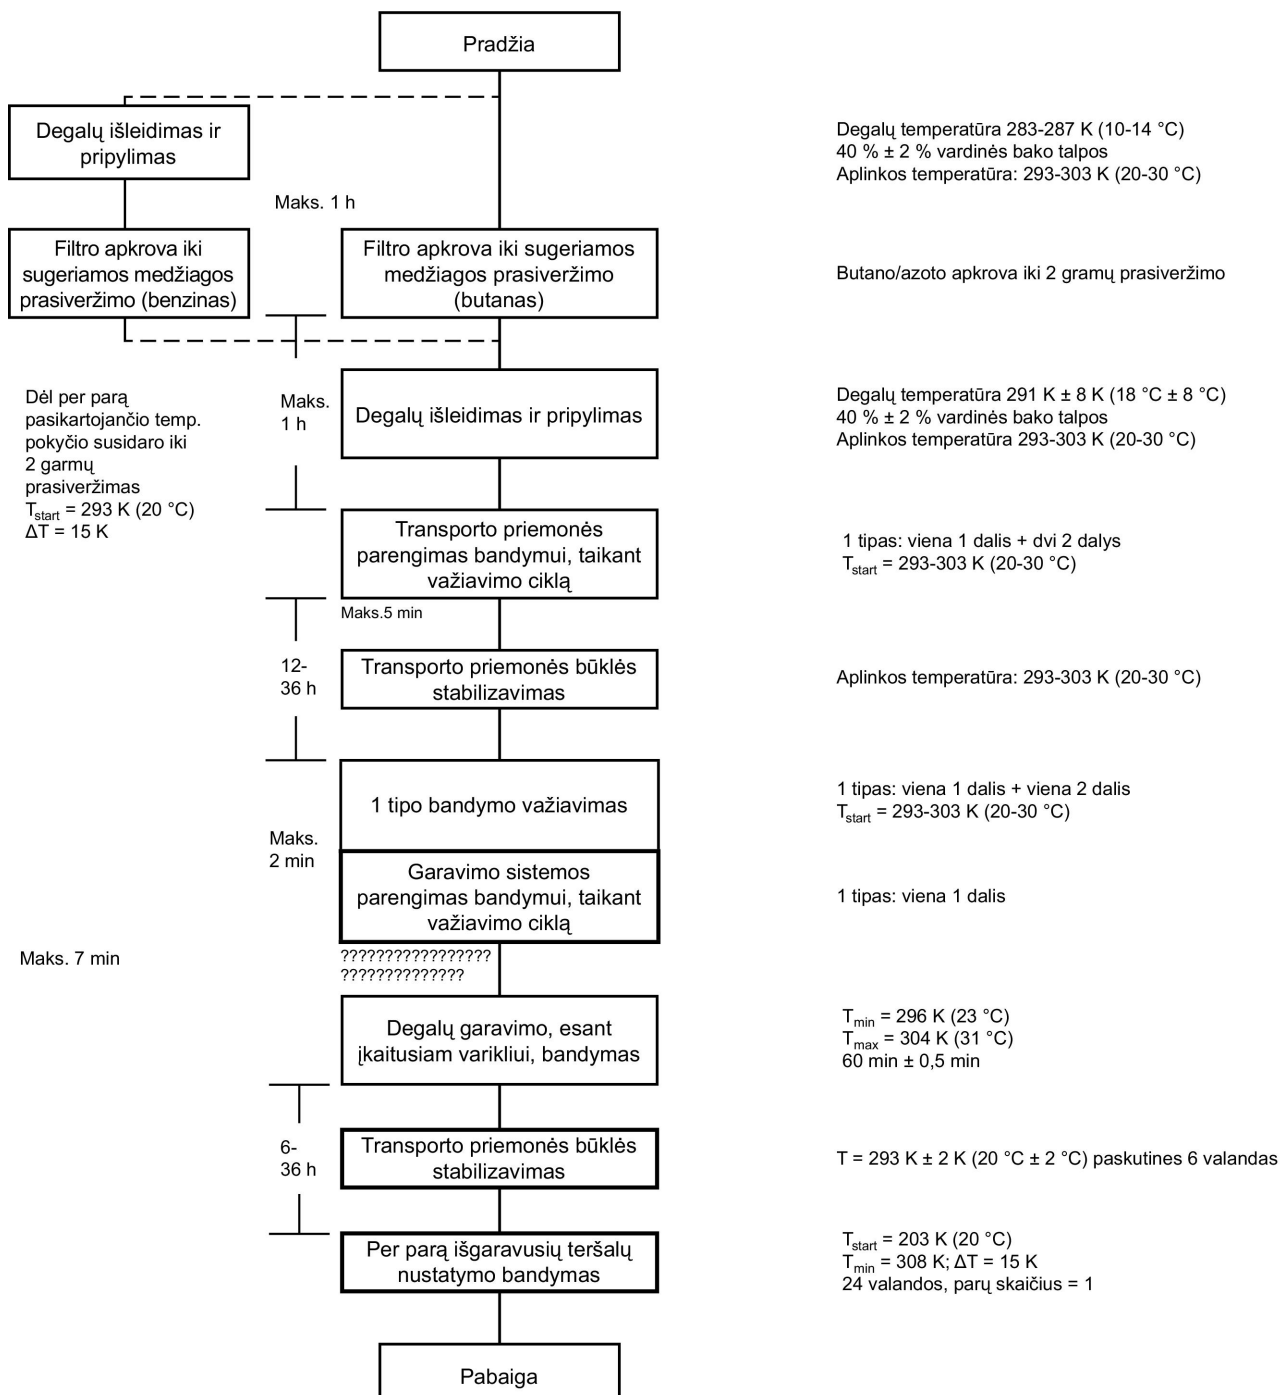 Pradžia
Degalų išleidimas ir
pripylimas
Degalų temperatūra 283-287 K (10-14 °C)
40 % ± 2 % vardinės bako talpos
Aplinkos temperatūra: 293-303 K (20-30 °C)
Maks. 1 h
Filtro apkrova iki
sugeriamos medžiagos
prasiveržimo (benzinas)
Filtro apkrova iki sugeriamos
medžiagos prasiveržimo
(butanas)
Butano/azoto apkrova iki 2 gramų prasiveržimo
Dėl per parą
pasikartojančio temp.
pokyčio susidaro iki
2 garmų
prasiveržimas
Tstart = 293 K (20 °C)
ΔT = 15 K
Maks.
1 h
Degalų išleidimas ir pripylimas
Degalų temperatūra 291 K ± 8 K (18 °C ± 8 °C)
40 % ± 2 % vardinės bako talpos
Aplinkos temperatūra 293-303 K (20-30 °C)
Transporto priemonės
parengimas bandymui, taikant
važiavimo ciklą
1 tipas: viena 1 dalis + dvi 2 dalys
Tstart = 293-303 K (20-30 °C)
Maks.5 min
12-
36 h
Transporto priemonės būklės
stabilizavimas
Aplinkos temperatūra: 293-303 K (20-30 °C)
1 tipo bandymo važiavimas
1 tipas: viena 1 dalis + viena 2 dalis
Tstart = 293-303 K (20-30 °C)
Maks.
2 min
Garavimo sistemos
parengimas bandymui, taikant
važiavimo ciklą
1 tipas: viena 1 dalis
Maks. 7 min
?????????????????
??????????????
Degalų garavimo, esant
įkaitusiam varikliui, bandymas
Tmin = 296 K (23 °C)
Tmax = 304 K (31 °C)
60 min ± 0,5 min
6-
36 h
Transporto priemonės būklės
stabilizavimas
T = 293 K ± 2 K (20 °C ± 2 °C) paskutines 6 valandas
Per parą išgaravusių teršalų
nustatymo bandymas
Tstart = 203 K (20 °C)
Tmin = 308 K; ΔT = 15 K
24 valandos, parų skaičius = 1
Pabaiga